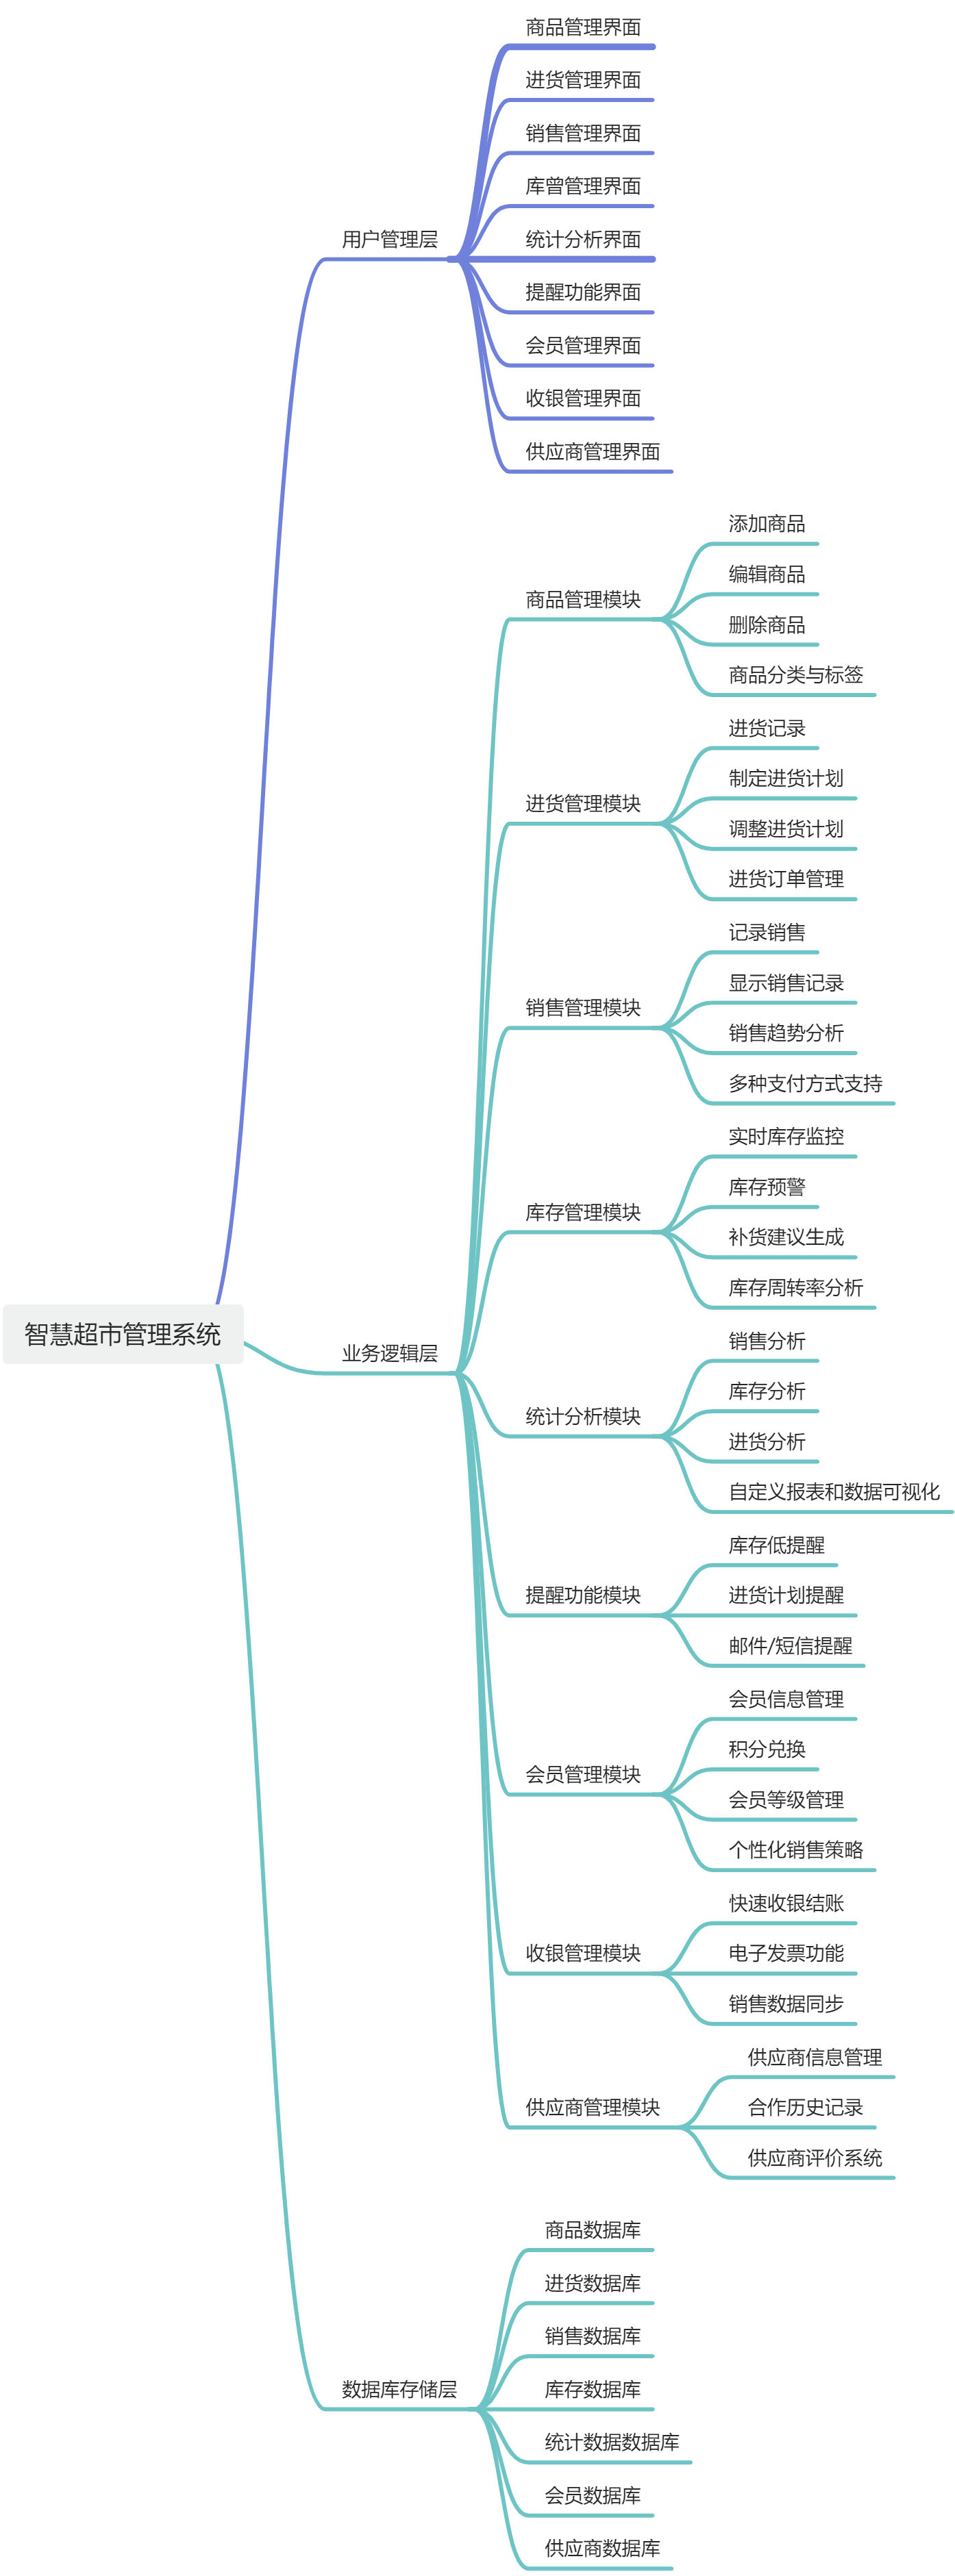 智慧超市管理系统
用户管理层
商品管理界面
进货管理界面
销售管理界面
库曾管理界面
统计分析界面
提醒功能界面
会员管理界面
收银管理界面
供应商管理界面
业务逻辑层
商品管理模块
添加商品
编辑商品
删除商品
商品分类与标签
进货管理模块
进货记录
制定进货计划
调整进货计划
进货订单管理
销售管理模块
记录销售
显示销售记录
销售趋势分析
多种支付方式支持
库存管理模块
实时库存监控
库存预警
补货建议生成
库存周转率分析
统计分析模块
销售分析
库存分析
进货分析
自定义报表和数据可视化
提醒功能模块
库存低提醒
进货计划提醒
邮件/短信提醒
会员管理模块
会员信息管理
积分兑换
会员等级管理
个性化销售策略
收银管理模块
快速收银结账
电子发票功能
销售数据同步
供应商管理模块
供应商信息管理
合作历史记录
供应商评价系统
数据库存储层
商品数据库
进货数据库
销售数据库
库存数据库
统计数据数据库
会员数据库
供应商数据库